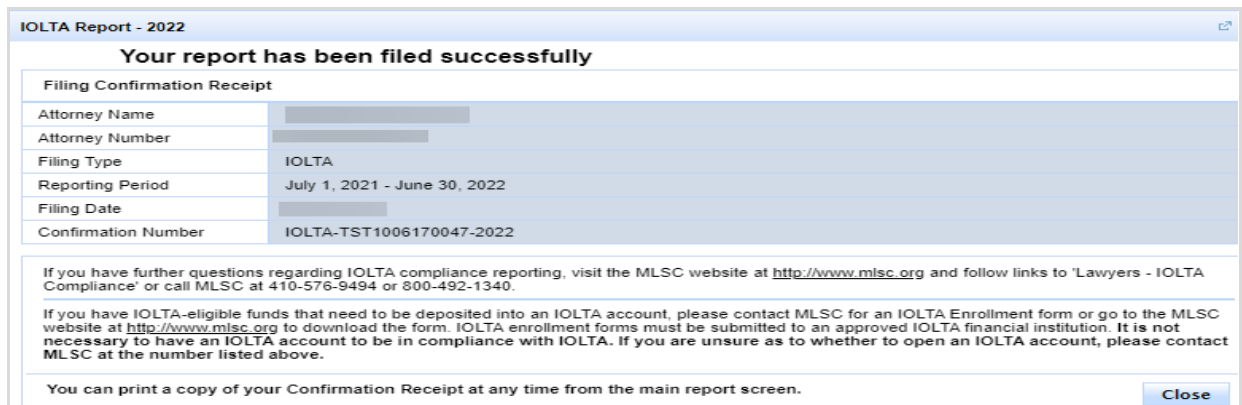 IOLTA Report - 2022
Your report has been filed successfully
Filing Confirmation Receipt
Attorney Name
Attorney Number
Filing Type IOLTA
Reporting Period July 1, 2021 - June 30, 2022
Filing Date
Confirmation Number IOLTA-TST1006170047-2022
If you have further questions regarding IOLTA compliance reporting, visit the MLSC website at http://www.mlsc.org and follow links to 'Lawyers - IOLTA
Compliance' or call MLSC at 410-576-9494 or 800-492-1340.
If you have IOLTA-eligible funds that need to be deposited into an IOLTA account, please contact MLSC for an IOLTA Enrollment form or go to the MLSC
website at http://www.mlsc.org to download the form. IOLTA enrollment forms must be submitted to an approved IOLTA financial institution. It is not
necessary to have an IOLTA account to be in compliance with IOLTA. If you are unsure as to whether to open an IOLTA account, please contact
MLSC at the number listed above.
You can print a copy of your Confirmation Receipt at any time from the main report screen.
Close